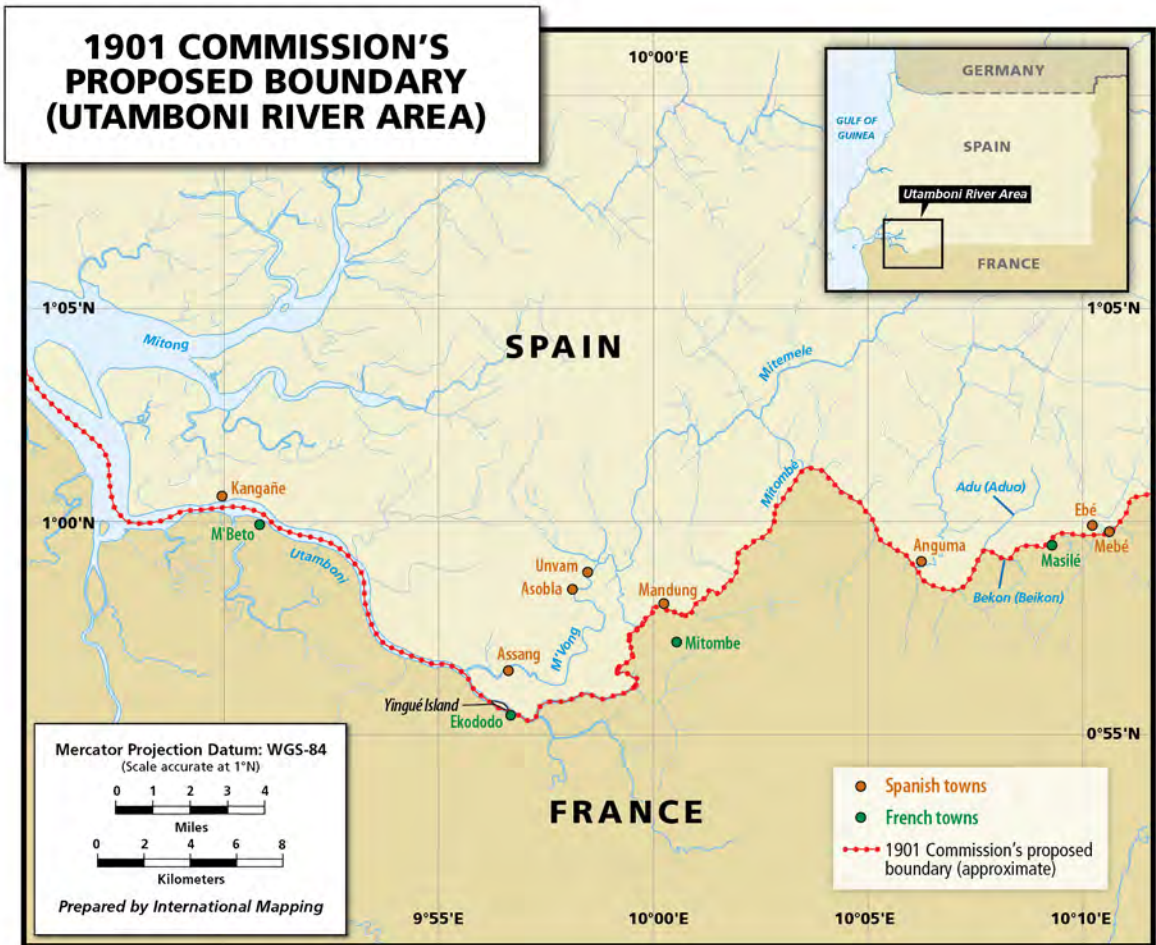 1901 COMMISSION'S
PROPOSED BOUNDARY
(UTAMBONI RIVER AREA)
10°00'E
GERMANY
GULF OF
GUINEA
SPAIN
Utamboni River Area
FRANCE
1°05'N
1°05'N
Mitong
SPAIN
Mitemele
Mitombé
Kangañe
M'Beto
1°00'N
Utamboni
Adu (Aduo)
Ebé
Mebé
Anguma
Masilé
Bekon (Beikon)
Unvam
Asobla
Mandung
Mitombe
M'Vong
Assang
Yingué Island
Ekododo
0°55'N
FRANCE
Mercator Projection Datum: WGS-84
(Scale accurate at 1°N)
0 1 2 3 4
Miles
0 2 4 6 8
Kilometers
Prepared by International Mapping
Spanish towns
French towns
1901 Commission's proposed
boundary (approximate)
9°55'E
10°00'E
10°05'E
10°10'E